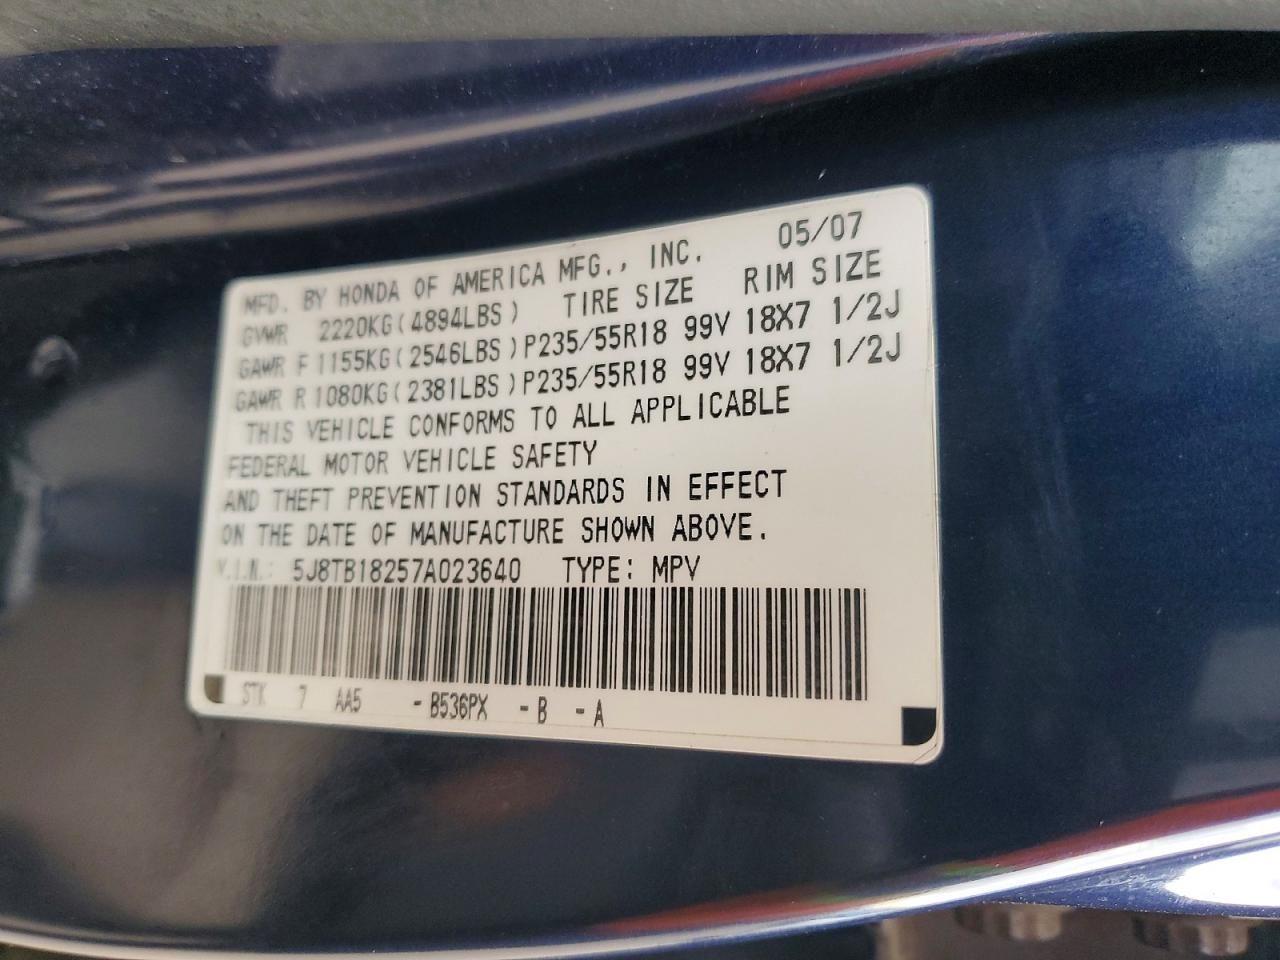 MFD. BY HONDA OF AMERICA MFG., INC. 05/07
GVWR 2220KG(4894LBS) TIRE SIZE RIM SIZE
GAWR F 1155KG(2546LBS)P235/55R18 99V 18X7 1/2J
GAWR R 1080KG(2381LBS)P235/55R18 99V 18X7 1/2J
THIS VEHICLE CONFORMS TO ALL APPLICABLE
FEDERAL MOTOR VEHICLE SAFETY
AND THEFT PREVENTION STANDARDS IN EFFECT
ON THE DATE OF MANUFACTURE SHOWN ABOVE.
V.I.N.: 5J8TB18257A023640 TYPE: MPV
STK 7 AA5 - B536PX - B - A